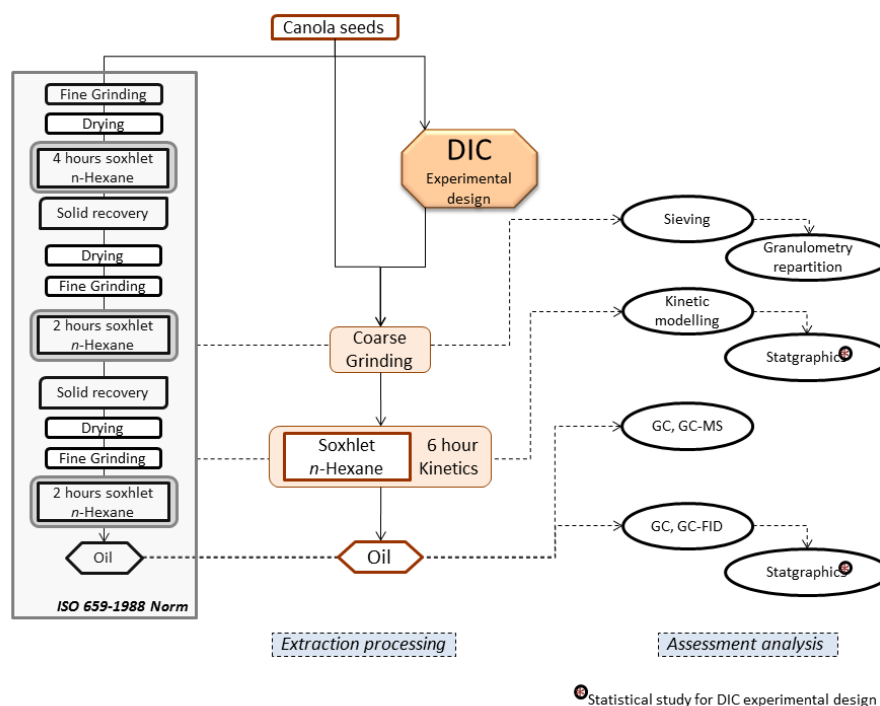 Canola seeds
Fine Grinding
Drying
4 hours soxhlet
n-Hexane
Solid recovery
Drying
Fine Grinding
2 hours soxhlet
n-Hexane
Solid recovery
Drying
Fine Grinding
2 hours soxhlet
n-Hexane
Oil
ISO 659-1988 Norm
DIC
Experimental
design
Coarse
Grinding
Soxhlet
n-Hexane
6 hour
Kinetics
Oil
Sieving
Granulometry
repartition
Kinetic
modelling
Statgraphics
GC, GC-MS
GC, GC-FID
Statgraphics
Extraction processing
Assessment analysis
Statistical study for DIC experimental design